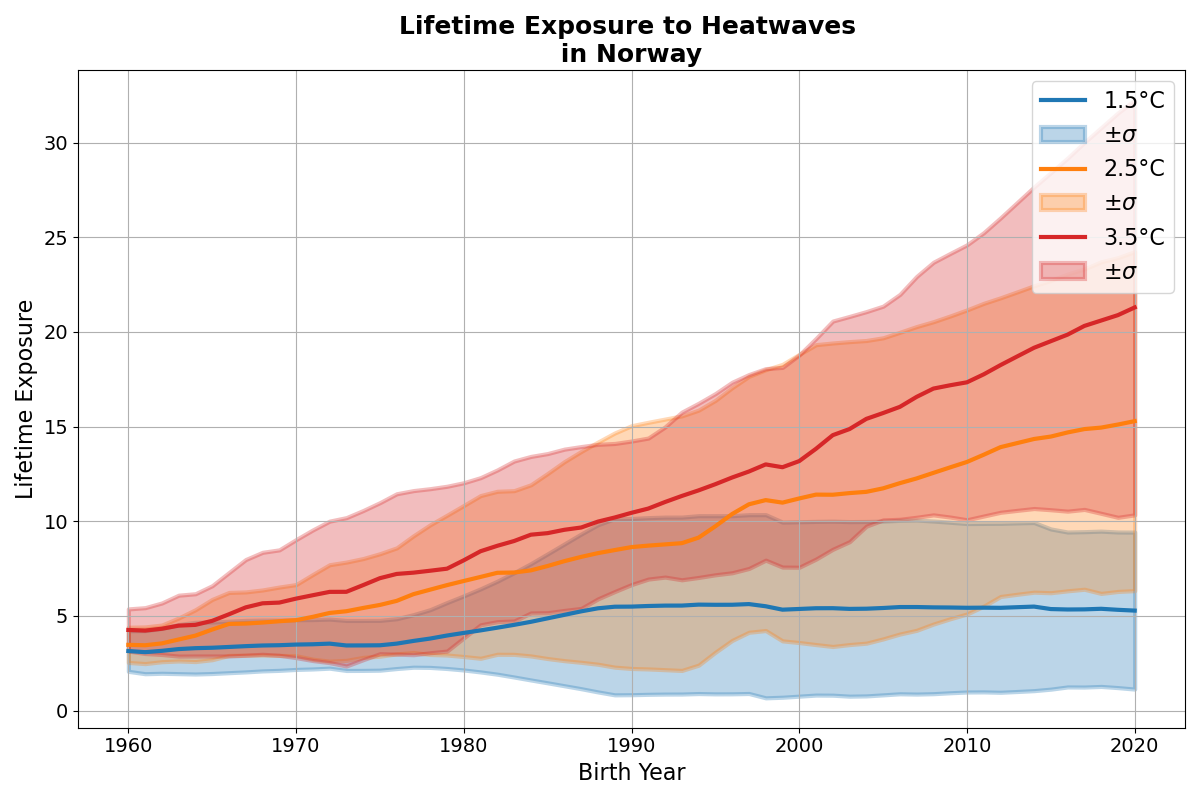 Lifetime Exposure to Heatwaves
in Norway
Lifetime Exposure
30
25
20
15
10
5
0
1960
1970
1980
1990
2000
2010
2020
Birth Year
1.5°C
±σ
2.5°C
±σ
3.5°C
±σ